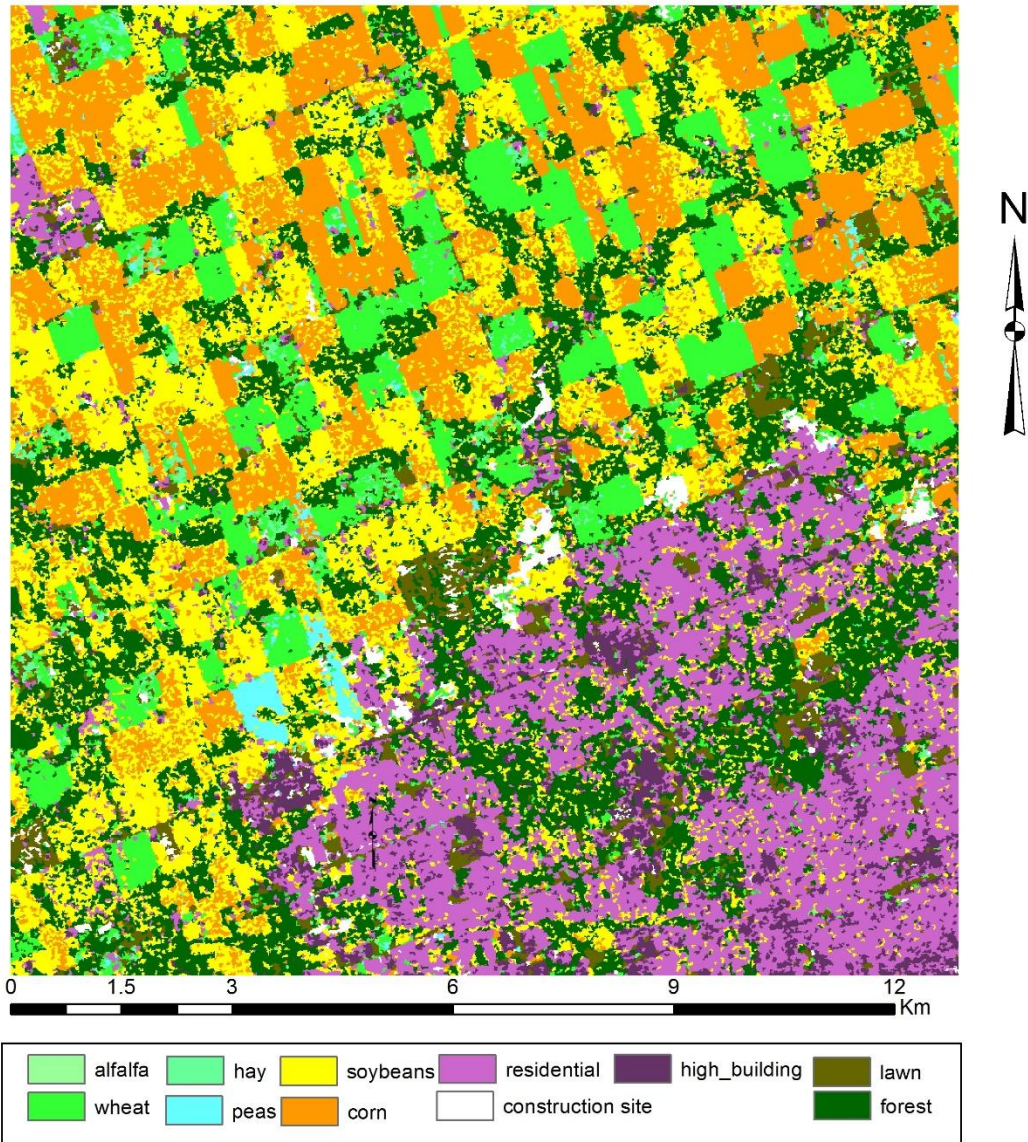 N
0 1.5 3 6 9 12
Km
alfalfa hay soybeans residential high_building lawn
wheat peas corn construction site forest